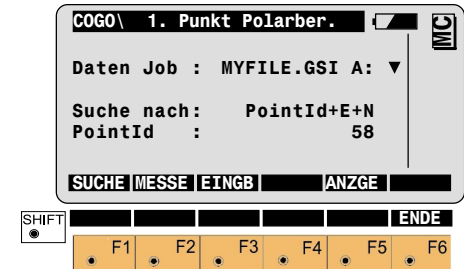 COGO\ 1. Punkt Polarber.
MC
Daten Job : MYFILE.GSI A:
Suche nach: PointId+E+N
PointId : 58
SUCHE MESSE EINGB ANZGE
SHIFT ENDE
F1 F2 F3 F4 F5 F6